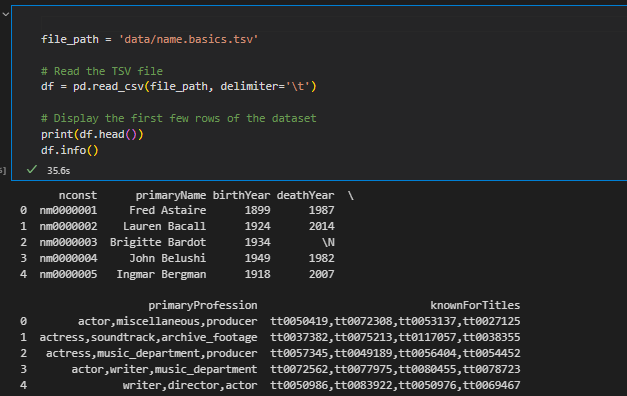 file_path = 'data/name.basics.tsv'
# Read the TSV file
df = pd.read_csv(file_path, delimiter='\t')
# Display the first few rows of the dataset
print(df.head())
df.info()
35.6s
nconst primaryName birthYear deathYear \
0 nm0000001 Fred Astaire 1899 1987
1 nm0000002 Lauren Bacall 1924 2014
2 nm0000003 Brigitte Bardot 1934 \N
3 nm0000004 John Belushi 1949 1982
4 nm0000005 Ingmar Bergman 1918 2007
primaryProfession knownForTitles
0 actor,miscellaneous,producer tt0050419,tt0072308,tt0053137,tt0027125
1 actress,soundtrack,archive_footage tt0037382,tt0075213,tt0117057,tt0038355
2 actress,music_department,producer tt0057345,tt0049189,tt0056404,tt0054452
3 actor,writer,music_department tt0072562,tt0077975,tt0080455,tt0078723
4 writer,director,actor tt0050986,tt0083922,tt0050976,tt0069467